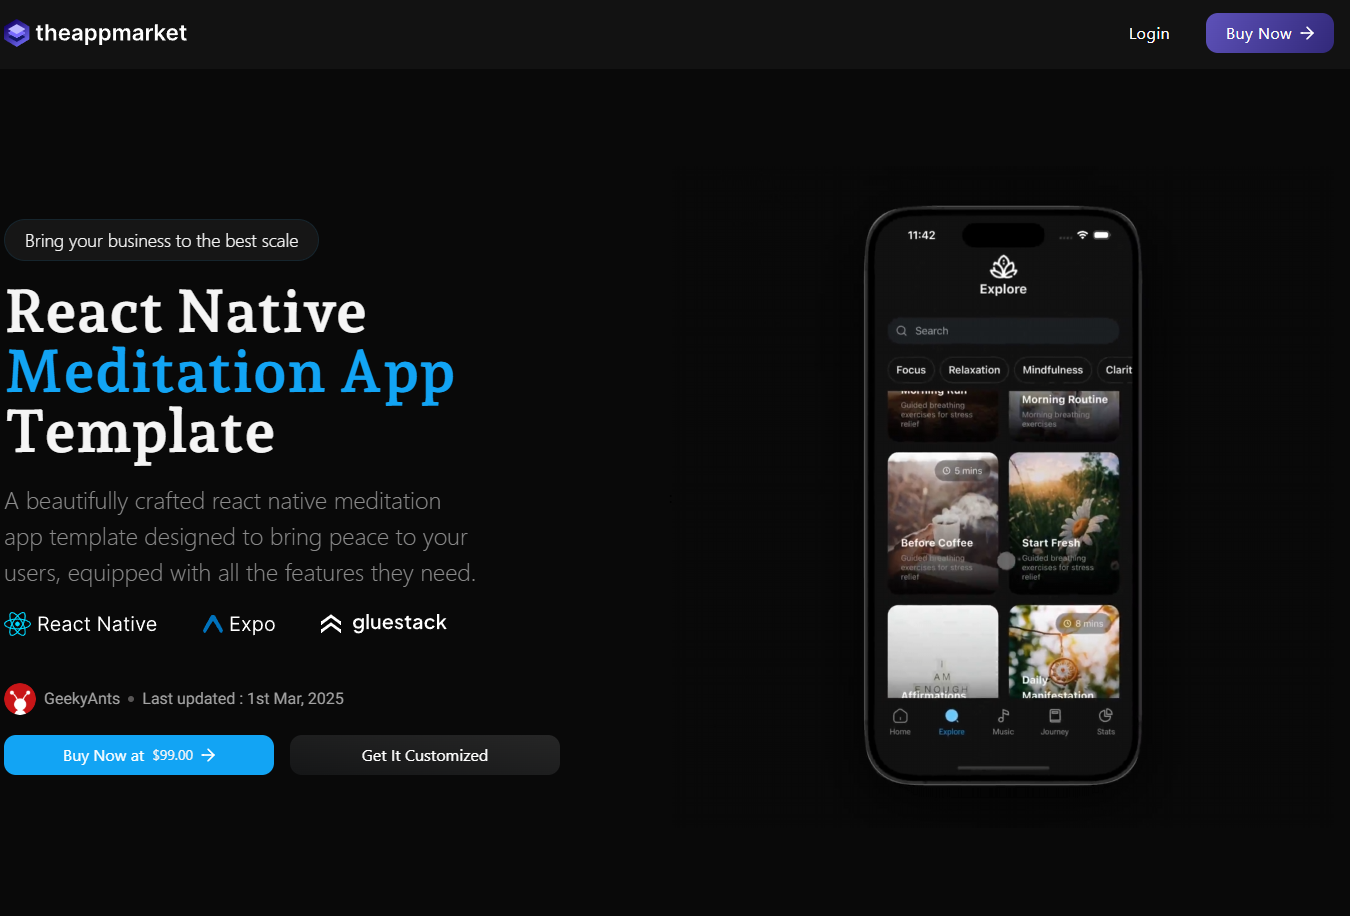 theappmarket
Login
Buy Now →
Bring your business to the best scale
React Native
Meditation App
Template
A beautifully crafted react native meditation
app template designed to bring peace to your
users, equipped with all the features they need.
React Native
Expo
gluestack
GeekyAnts • Last updated : 1st Mar, 2025
Buy Now at $99.00 →
Get It Customized
11:42
Explore
Search
Focus
Relaxation
Mindfulness
Clarit
Morning Run
Guided breathing
exercises for stress
relief
Morning Routine
Morning breathing
exercises
5 mins
Before Coffee
Guided breathing
exercises for stress
relief
Start Fresh
Guided breathing
exercises for stress
relief
I
AM
ENOUGH
Affirmations
8 mins
Daily
Manifestation
Home
Explore
Music
Journey
Stats